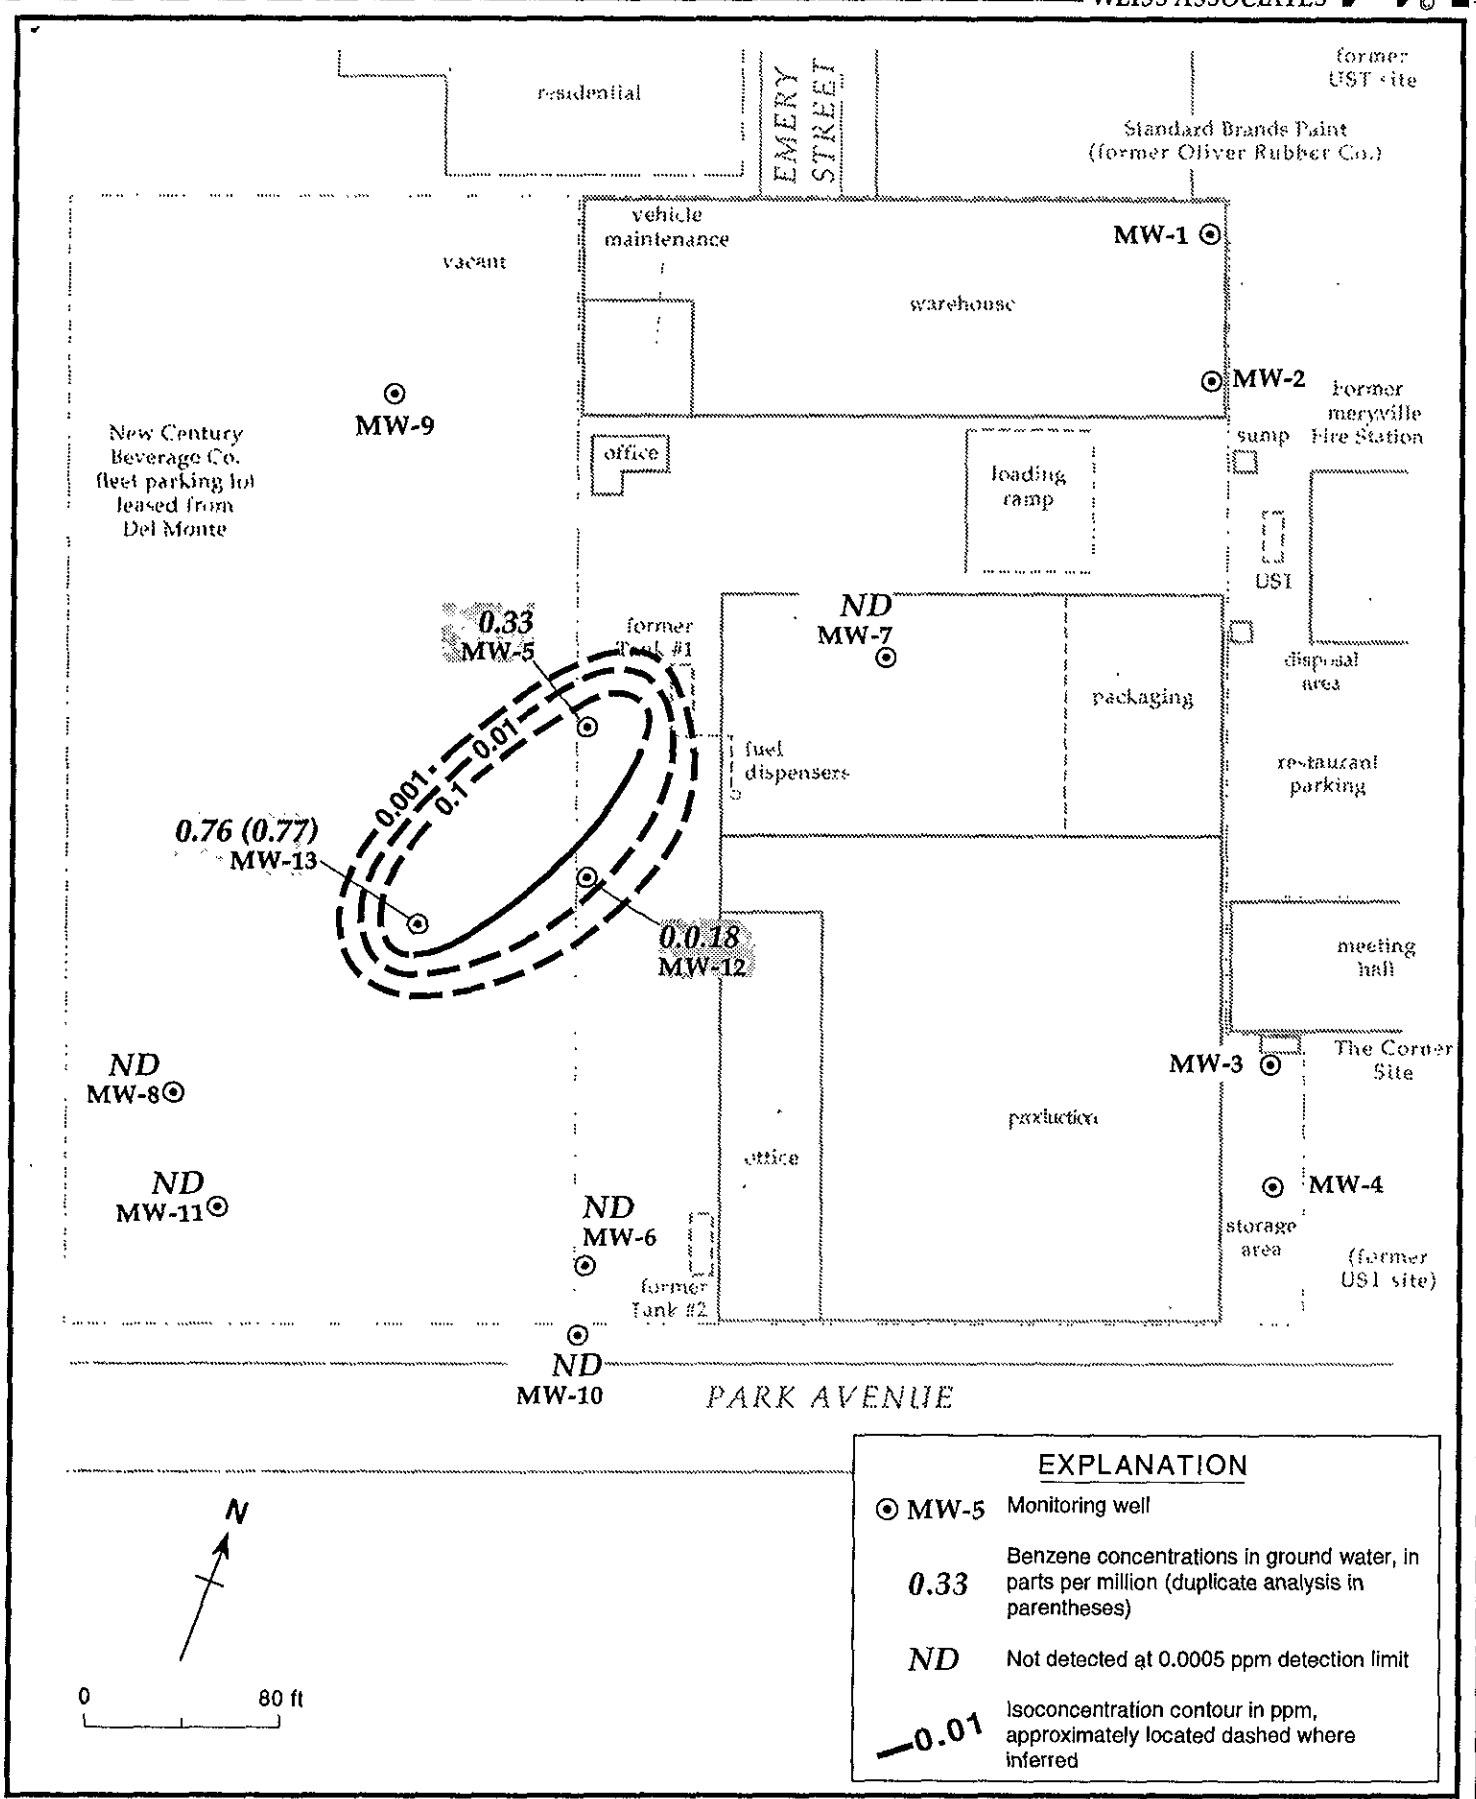 WEISS ASSOCIATES
former
UST site
residential
EMERY
STREET
Standard Brands Paint
(former Oliver Rubber Co.)
vehicle
maintenance
MW-1
vacant
warehouse
MW-2
MW-9
Former
meryville
Fire Station
New Century
Beverage Co.
fleet parking lot
leased from
Del Monte
office
sump
loading
ramp
UST
0.33
MW-5
former
Tank #1
ND
MW-7
disposal
area
packaging
0.01
0.001
0.1
fuel
dispensers
restaurant
parking
0.76 (0.77)
MW-13
0.0.18
MW-12
meeting
hall
ND
MW-8
MW-3
The Corner
Site
production
office
ND
MW-11
MW-4
ND
MW-6
storage
area
(former
UST site)
former
Tank #2
ND
MW-10
PARK AVENUE
EXPLANATION
MW-5 Monitoring well
0.33 Benzene concentrations in ground water, in
parts per million (duplicate analysis in
parentheses)
ND Not detected at 0.0005 ppm detection limit
0.01 Isoconcentration contour in ppm,
approximately located dashed where
inferred
N
0 80 ft